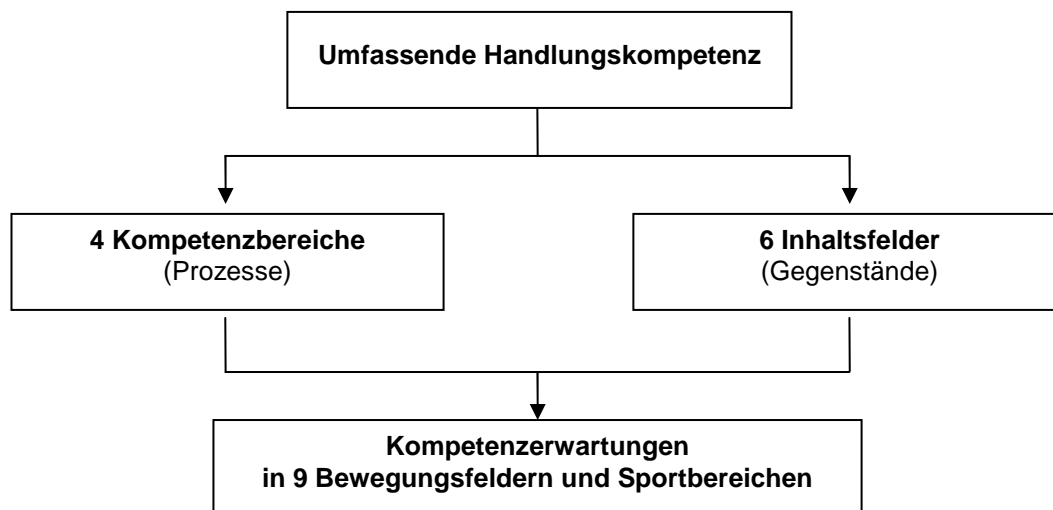 Umfassende Handlungskompetenz
4 Kompetenzbereiche
(Prozesse)
6 Inhaltsfelder
(Gegenstände)
Kompetenzerwartungen
in 9 Bewegungsfeldern und Sportbereichen